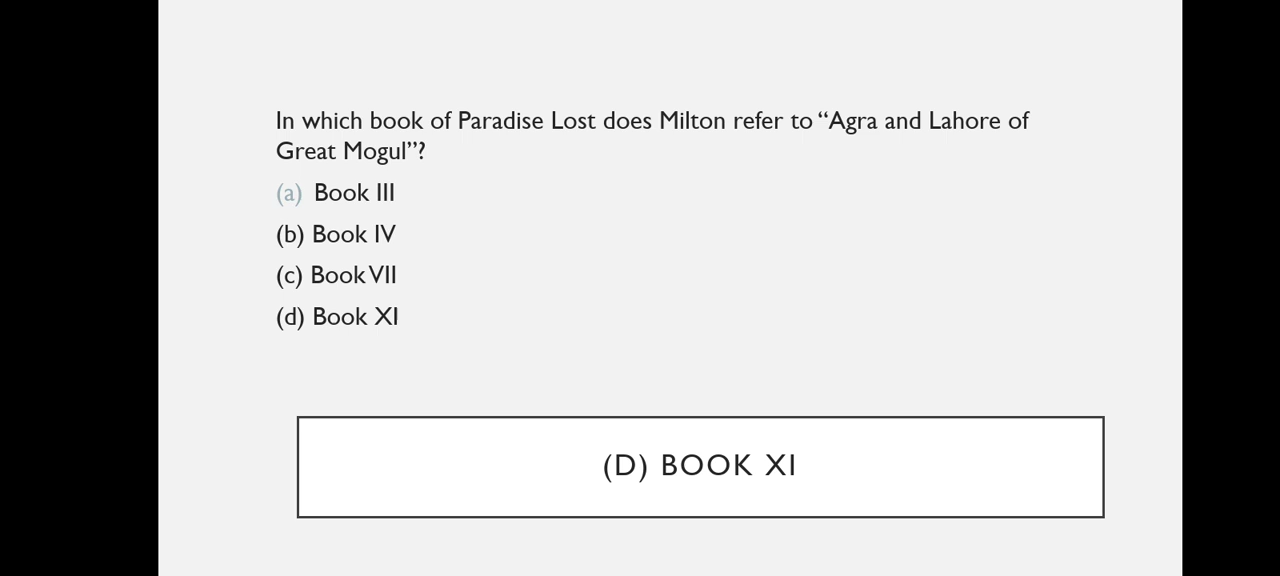 In which book of Paradise Lost does Milton refer to “Agra and Lahore of
Great Mogul”?
(a) Book III
(b) Book IV
(c) Book VII
(d) Book XI
(D) BOOK XI